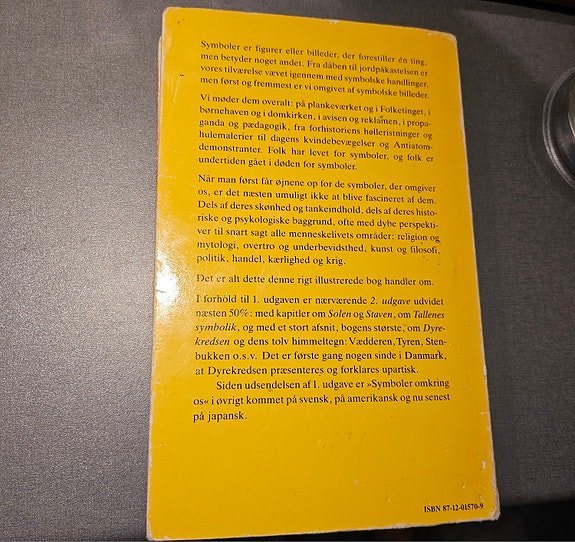 Symboler er figurer eller billeder, der forestiller én ting,
men betyder noget andet. Fra dåben til jordpåkastelsen er
vores tilværelse vævet igennem med symbolske handlinger,
men først og fremmest er vi omgivet af symbolske billeder.
Vi møder dem overalt: på plankeværket og i Folketinget, i
børnehaven og i domkirken, i avisen og reklamen, i propa-
ganda og pædagogik, fra forhistoriens hølleristninger og
hulemalerier til dagens kvindebevægelser og Antiatom-
demonstranter. Folk har levet for symboler, og folk er
undertiden gået i døden for symboler.
Når man først får øjnene op for de symboler, der omgiver
os, er det næsten umuligt ikke at blive fascineret af dem.
Dels af deres skønhed og tankeindhold, dels af deres histo-
riske og psykologiske baggrund, ofte med dybe perspekti-
ver til snart sagt alle menneskelivets områder: religion og
mytologi, overtro og underbevidsthed, kunst og filosofi,
politik, handel, kærlighed og krig.
Det er alt dette denne rigt illustrerede bog handler om.
I forhold til 1. udgaven er nærværende 2. udgave udvidet
næsten 50%: med kapitler om Solen og Staven, om Tallenes
symbolik, og med et stort afsnit, bogens største, om Dyre-
kredsen og dens tolv himmeltegn: Vædderen, Tyren, Sten-
bukken o.s.v. Det er første gang nogen sinde i Danmark,
at Dyrekredsen præsenteres og forklares upartisk.
Siden udsendelsen af 1. udgave er »Symboler omkring
os« i øvrigt kommet på svensk, på amerikansk og nu senest
på japansk.
ISBN 87-12-01570-9